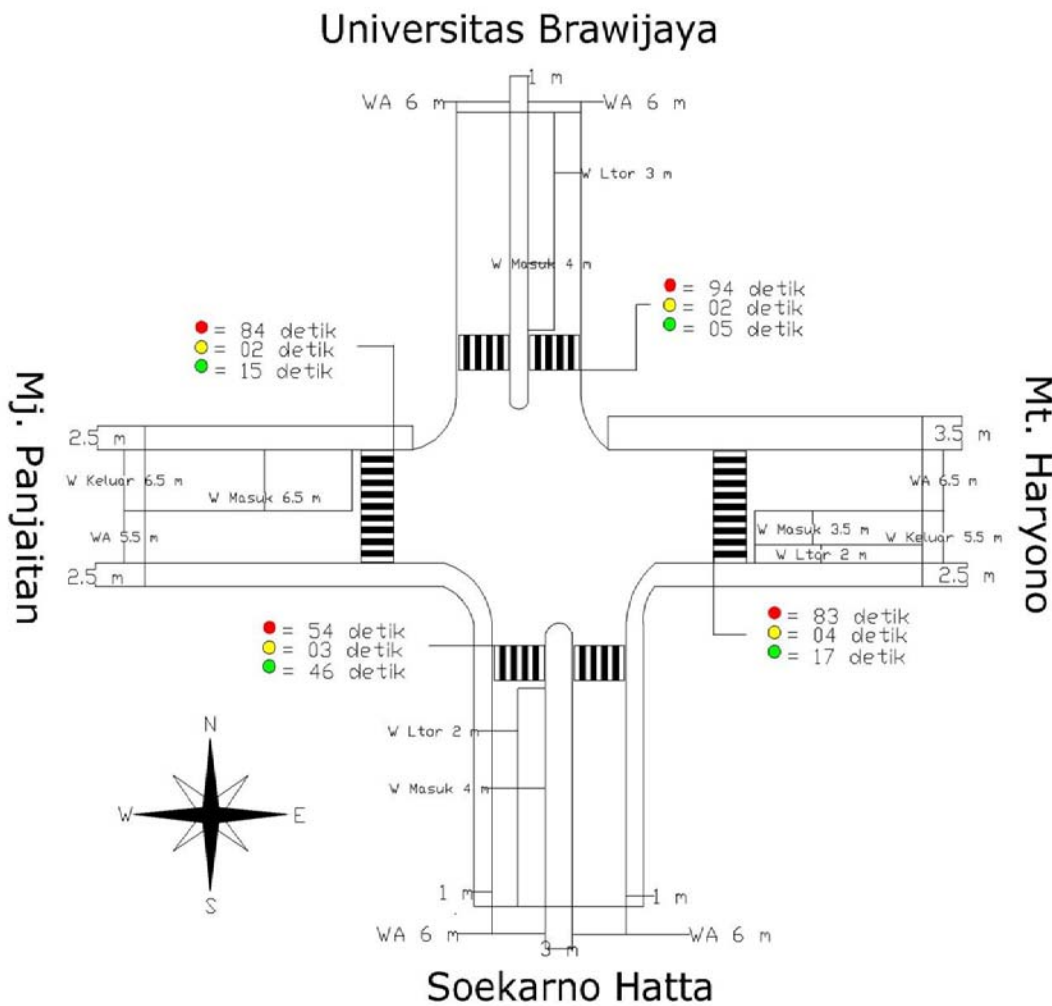 Universitas Brawijaya
1 m
WA 6 m
WA 6 m
W Ltor 3 m
W Masuk 4 m
= 94 detik
= 02 detik
= 05 detik
= 84 detik
= 02 detik
= 15 detik
Mj. Panjaitan
Mt. Haryono
2.5 m
3.5 m
W Keluar 6.5 m
W Masuk 6.5 m
WA 6.5 m
WA 5.5 m
W Masuk 3.5 m
W Keluar 5.5 m
W Ltor 2 m
2.5 m
2.5 m
= 54 detik
= 03 detik
= 46 detik
= 83 detik
= 04 detik
= 17 detik
W Ltor 2 m
W Masuk 4 m
N
W
E
S
1 m
1 m
WA 6 m
3 m
WA 6 m
Soekarno Hatta